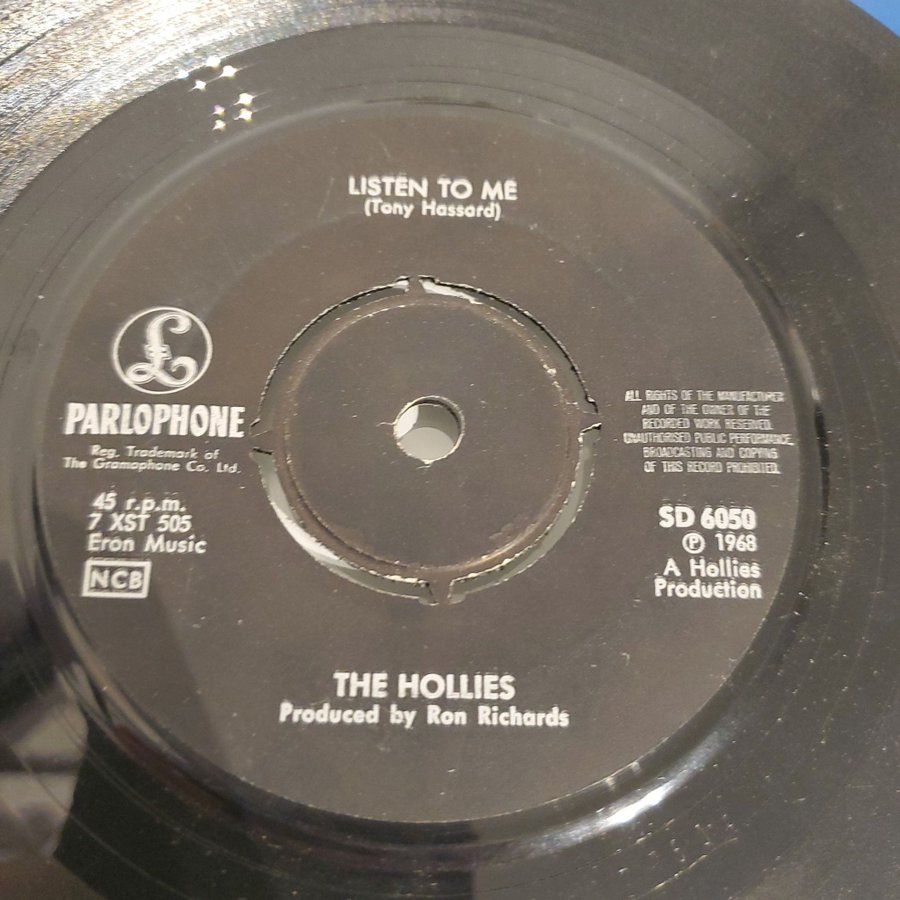 LISTEN TO ME
(Tony Hassard)
£
PARLOPHONE
Reg. Trademark of
The Gramophone Co. Ltd.
45 r.p.m.
7 XST 505
Eron Music
NCB
ALL RIGHTS OF THE MANUFACTURER
AND OF THE OWNER OF THE
RECORDED WORK RESERVED.
UNAUTHORISED PUBLIC PERFORMANCE,
BROADCASTING AND COPYING
OF THIS RECORD PROHIBITED.
SD 6050
℗ 1968
A Hollies
Production
THE HOLLIES
Produced by Ron Richards